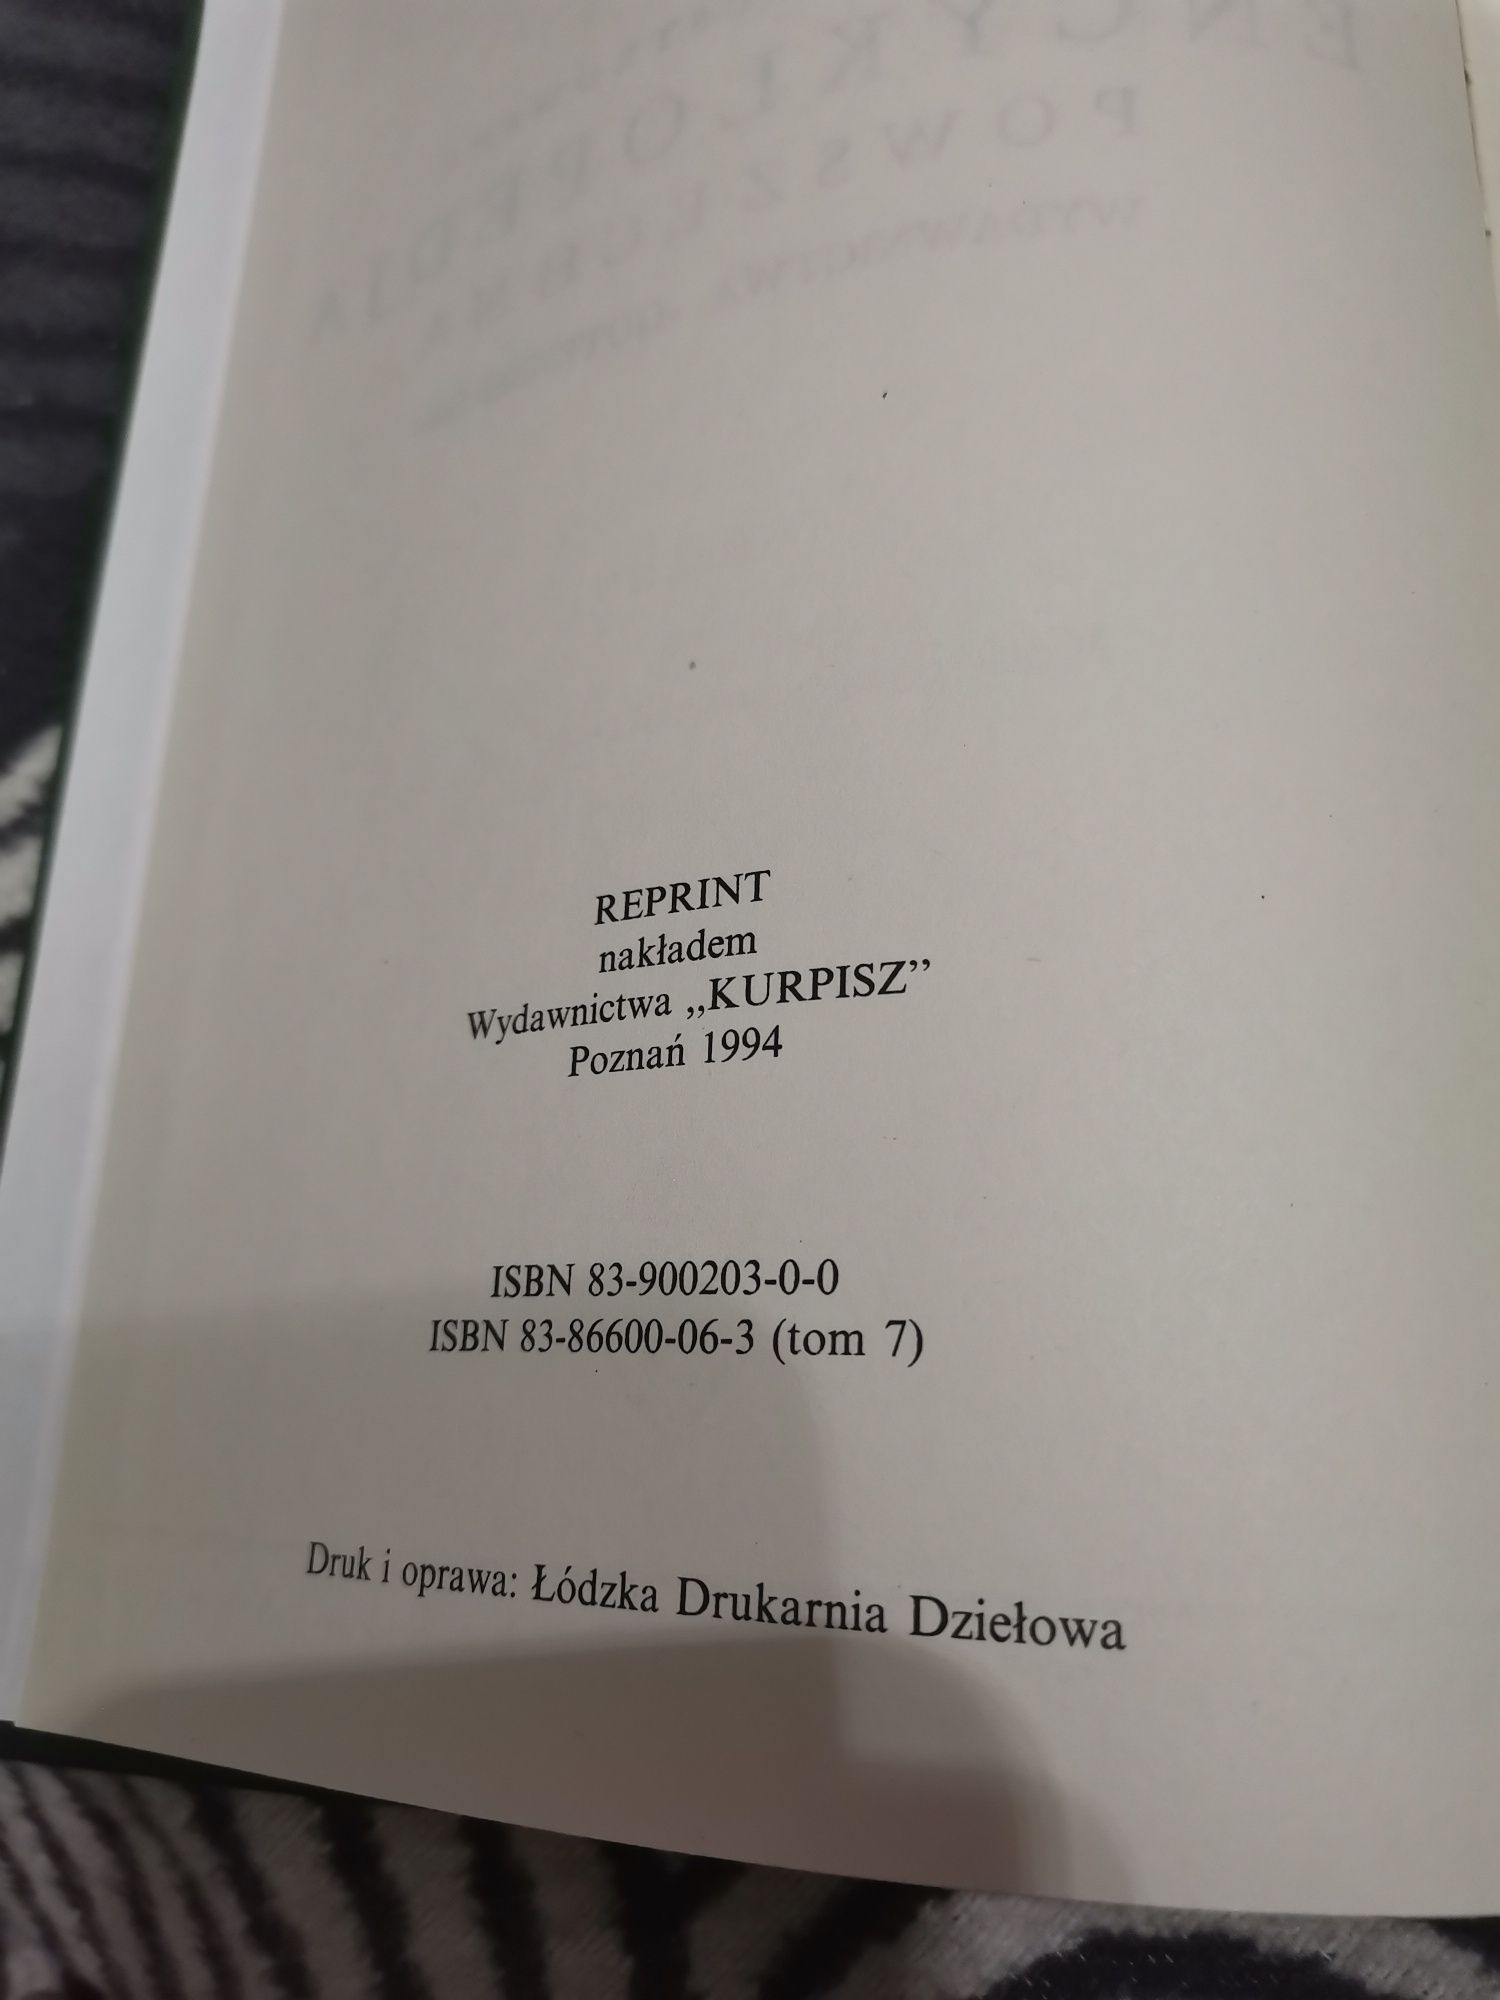 REPRINT
nakładem
Wydawnictwa „KURPISZ”
Poznań 1994
ISBN 83-900203-0-0
ISBN 83-86600-06-3 (tom 7)
Druk i oprawa: Łódzka Drukarnia Dziełowa